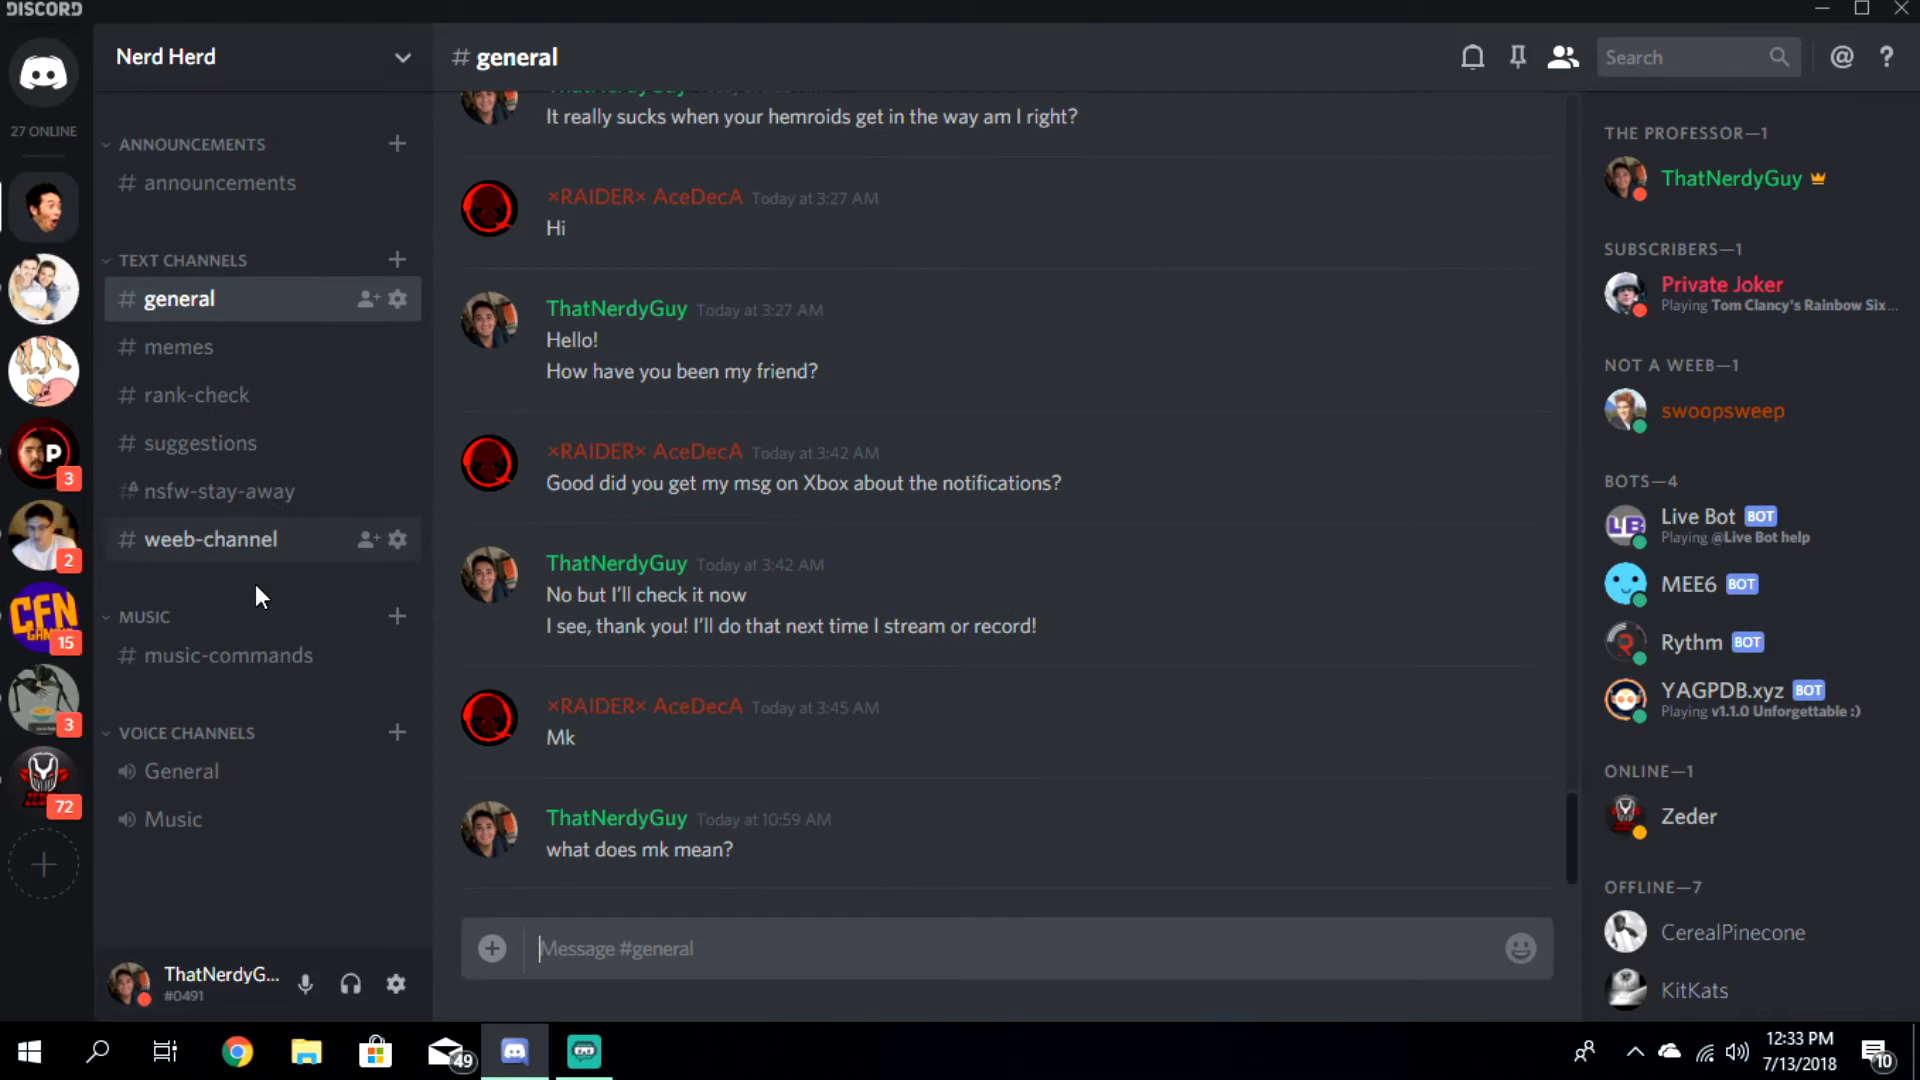 DISCORD
27 ONLINE
3
2
CFN
15
3
72
Nerd Herd
ANNOUNCEMENTS
# announcements
TEXT CHANNELS
# general
# memes
# rank-check
# suggestions
# nsfw-stay-away
# weeb-channel
MUSIC
# music-commands
VOICE CHANNELS
General
Music
ThatNerdyG...
#0491
# general
Search
@ ?
It really sucks when your hemroids get in the way am I right?
×RAIDER× AceDecA Today at 3:27 AM
Hi
ThatNerdyGuy Today at 3:27 AM
Hello!
How have you been my friend?
×RAIDER× AceDecA Today at 3:42 AM
Good did you get my msg on Xbox about the notifications?
ThatNerdyGuy Today at 3:42 AM
No but I'll check it now
I see, thank you! I'll do that next time I stream or record!
×RAIDER× AceDecA Today at 3:45 AM
Mk
ThatNerdyGuy Today at 10:59 AM
what does mk mean?
Message #general
THE PROFESSOR—1
ThatNerdyGuy
SUBSCRIBERS—1
Private Joker
Playing Tom Clancy's Rainbow Six...
NOT A WEEB—1
swoopsweep
BOTS—4
LB
Live Bot BOT
Playing @Live Bot help
MEE6 BOT
Rythm BOT
YAGPDB.xyz BOT
Playing v1.1.0 Unforgettable :)
ONLINE—1
Zeder
OFFLINE—7
CerealPinecone
KitKats
49
12:33 PM
7/13/2018
10